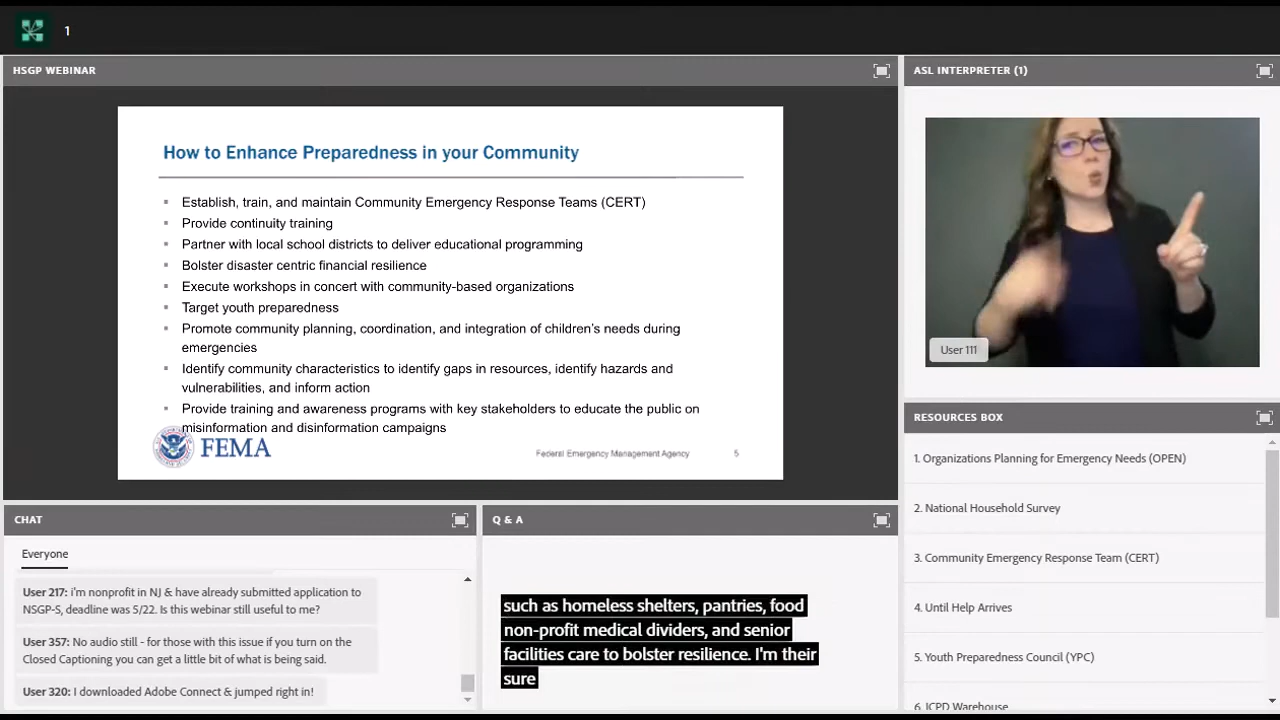 1
HSGP WEBINAR
How to Enhance Preparedness in your Community
Establish, train, and maintain Community Emergency Response Teams (CERT)
Provide continuity training
Partner with local school districts to deliver educational programming
Bolster disaster centric financial resilience
Execute workshops in concert with community-based organizations
Target youth preparedness
Promote community planning, coordination, and integration of children's needs during
emergencies
Identify community characteristics to identify gaps in resources, identify hazards and
vulnerabilities, and inform action
Provide training and awareness programs with key stakeholders to educate the public on
misinformation and disinformation campaigns
FEMA
Federal Emergency Management Agency
5
ASL INTERPRETER (1)
User 111
RESOURCES BOX
1. Organizations Planning for Emergency Needs (OPEN)
2. National Household Survey
3. Community Emergency Response Team (CERT)
4. Until Help Arrives
5. Youth Preparedness Council (YPC)
6. ICPD Warehouse
CHAT
Everyone
User 217: i'm nonprofit in NJ & have already submitted application to
NSGP-S, deadline was 5/22. Is this webinar still useful to me?
User 357: No audio still - for those with this issue if you turn on the
Closed Captioning you can get a little bit of what is being said.
User 320: I downloaded Adobe Connect & jumped right in!
Q & A
such as homeless shelters, pantries, food
non-profit medical dividers, and senior
facilities care to bolster resilience. I'm their
sure